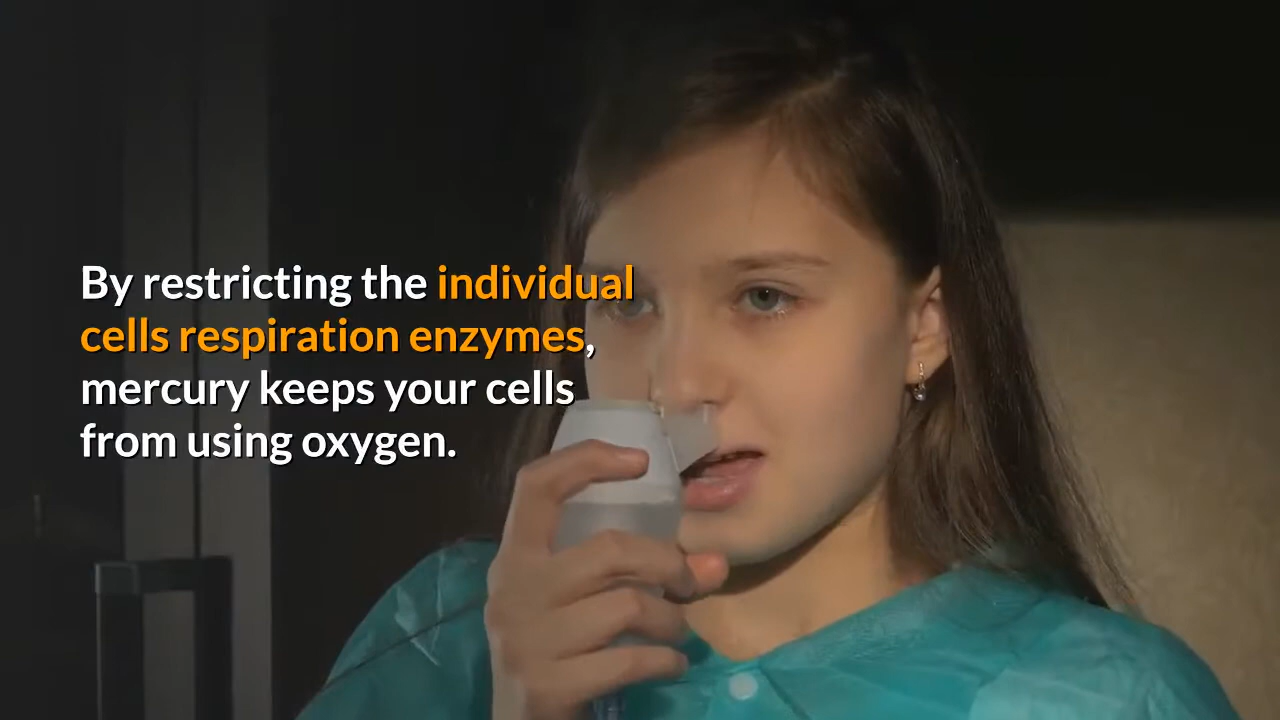 By restricting the individual
cells respiration enzymes,
mercury keeps your cells
from using oxygen.